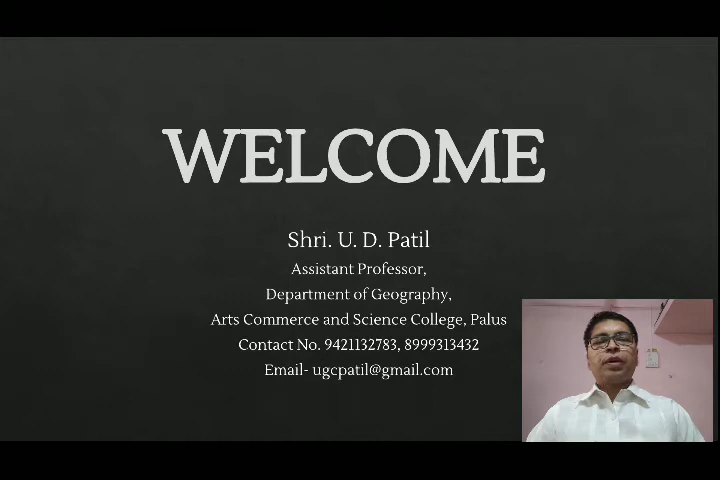 WELCOME
Shri. U. D. Patil
Assistant Professor,
Department of Geography,
Arts Commerce and Science College, Palus
Contact No. 9421132783, 8999313432
Email- ugcpatil@gmail.com